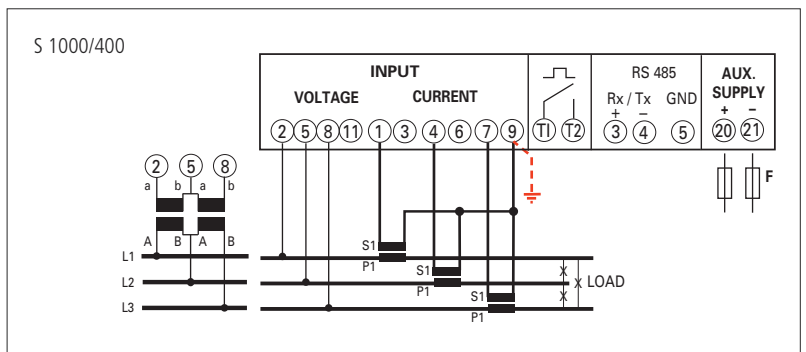 S 1000/400
INPUT
VOLTAGE CURRENT
2 5 8 11 1 3 4 6 7 9
T1 T2
RS 485
Rx / Tx GND
+ −
3 4 5
AUX.
SUPPLY
+ −
20 21
F
2 5 8
a b a b
A B A B
L1
L2
L3
S1
P1
S1
P1
S1
P1
X
X X
LOAD